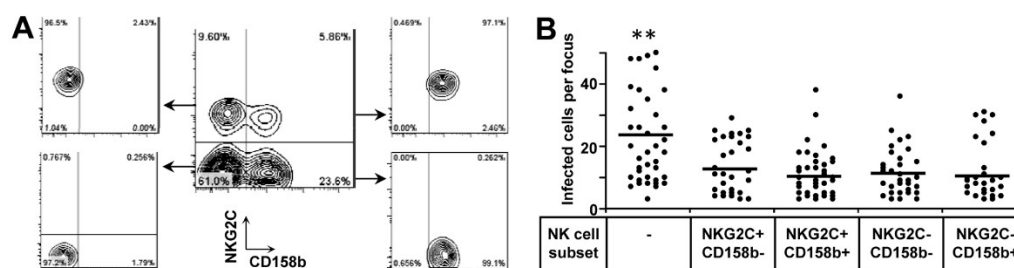 A
96.5%
2.43%
1.04%
0.00%
0.767%
0.256%
97.2%
1.79%
9.60%
5.86%
61.0%
23.6%
NKG2C
CD158b
0.469%
97.1%
0.00%
2.46%
0.00%
0.262%
0.656%
99.1%
B
**
Infected cells per focus
40
20
0
NK cell subset
-
NKG2C+ CD158b-
NKG2C+ CD158b+
NKG2C- CD158b-
NKG2C- CD158b+